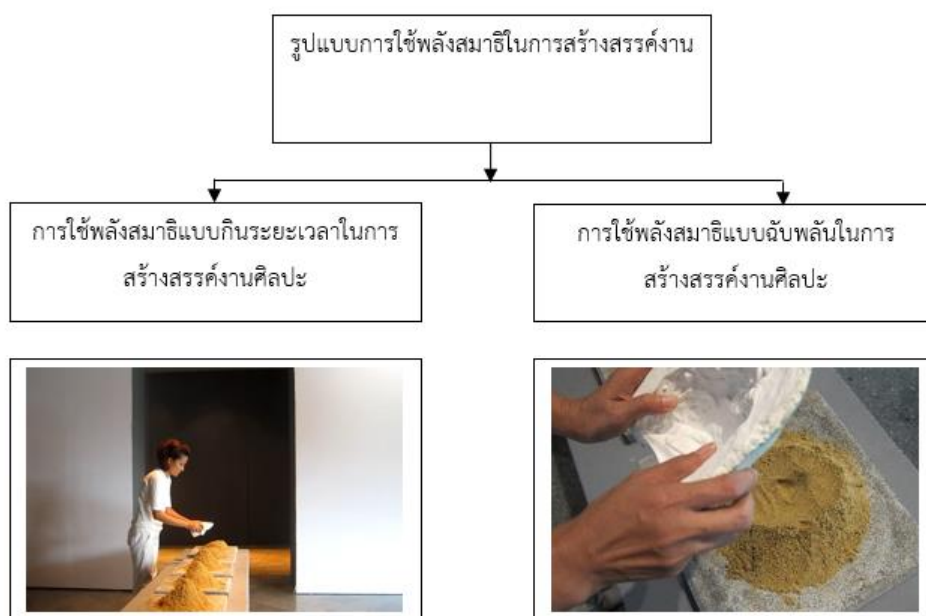 รูปแบบการใช้พลังสมาธิในการสร้างสรรค์งาน
การใช้พลังสมาธิแบบกินระยะเวลาในการ
สร้างสรรค์งานศิลปะ
การใช้พลังสมาธิแบบฉับพลันในการ
สร้างสรรค์งานศิลปะ